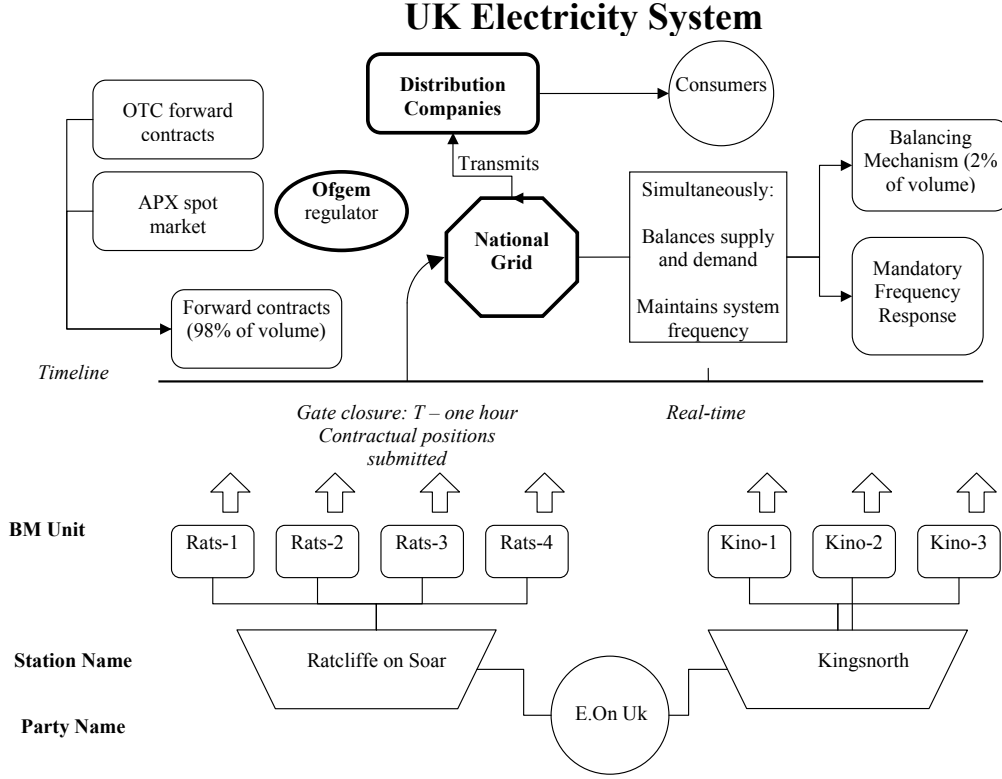 UK Electricity System
OTC forward
contracts
APX spot
market
Forward contracts
(98% of volume)
Ofgem
regulator
Distribution
Companies
Transmits
National
Grid
Consumers
Simultaneously:
Balances supply
and demand
Maintains system
frequency
Balancing
Mechanism (2%
of volume)
Mandatory
Frequency
Response
Timeline
Gate closure: T – one hour
Contractual positions
submitted
Real-time
BM Unit
Rats-1
Rats-2
Rats-3
Rats-4
Kino-1
Kino-2
Kino-3
Station Name
Ratcliffe on Soar
Kingsnorth
Party Name
E.On Uk